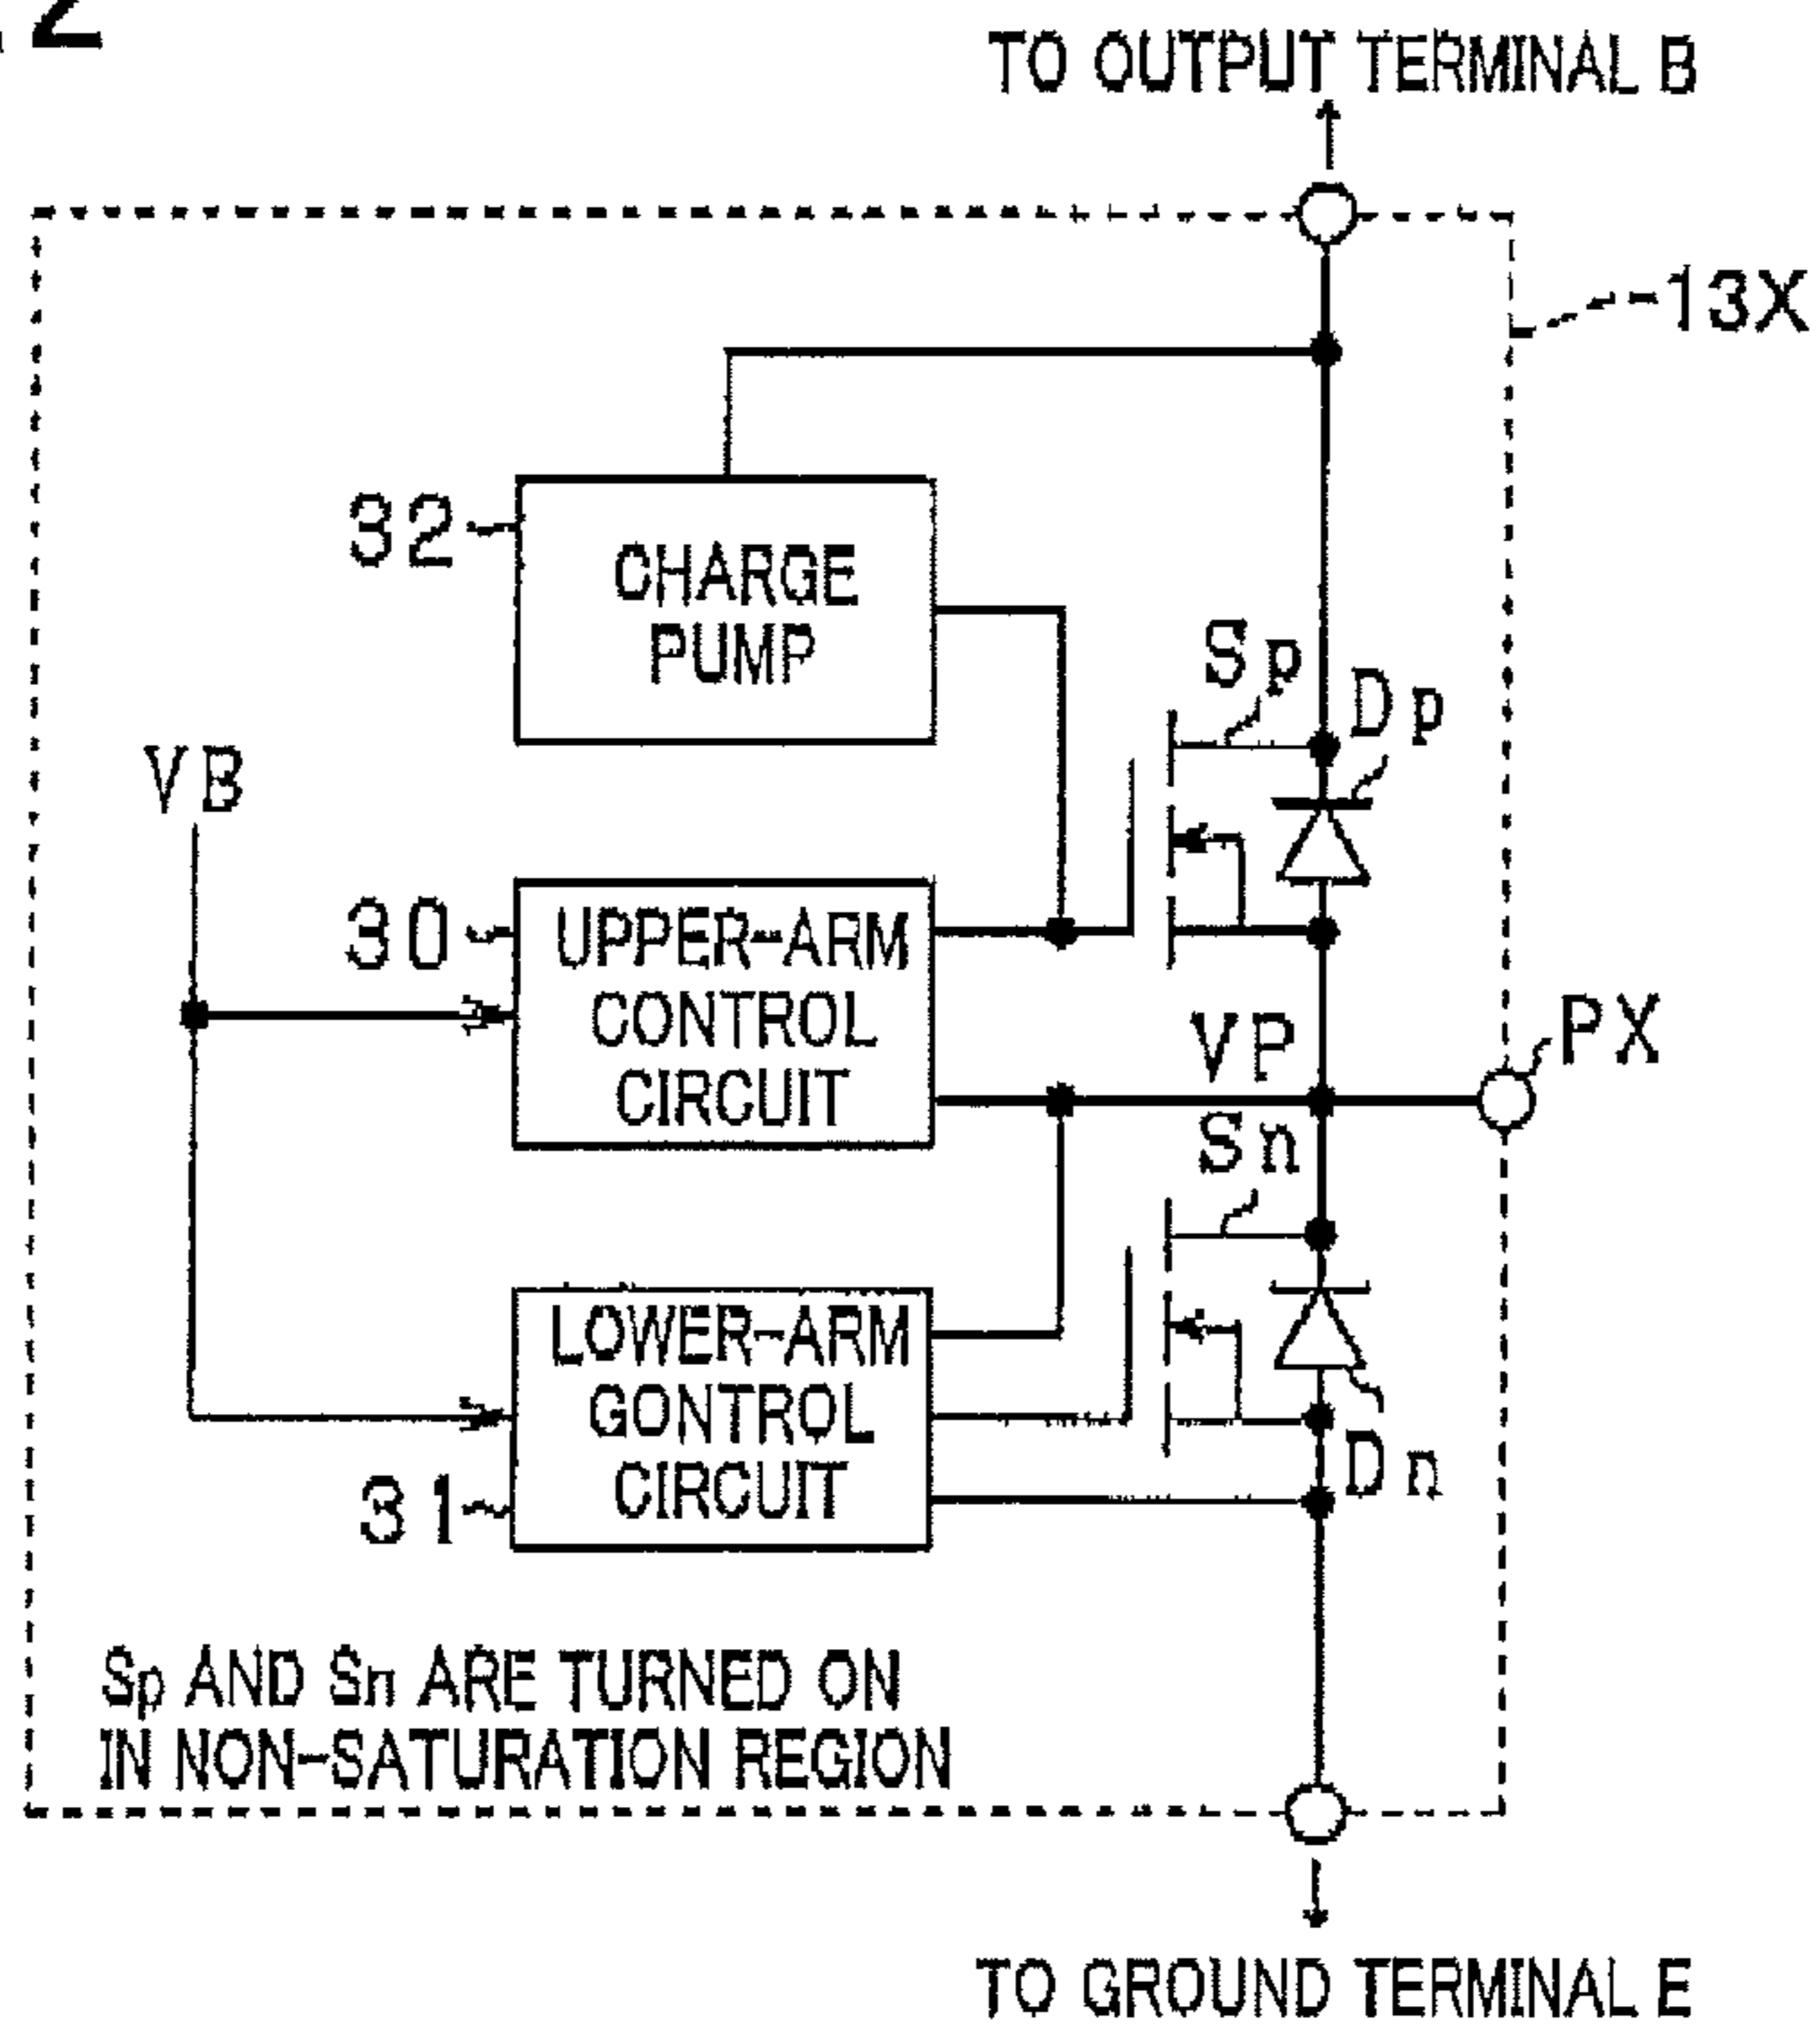 2
TO OUTPUT TERMINAL B
13X
32
CHARGE
PUMP
Sp
Dp
VB
30
UPPER-ARM
CONTROL
CIRCUIT
VP
PX
Sn
LOWER-ARM
GONTROL
CIRCUIT
31
Dn
Sp AND Sn ARE TURNED ON
IN NON-SATURATION REGION
TO GROUND TERMINAL E